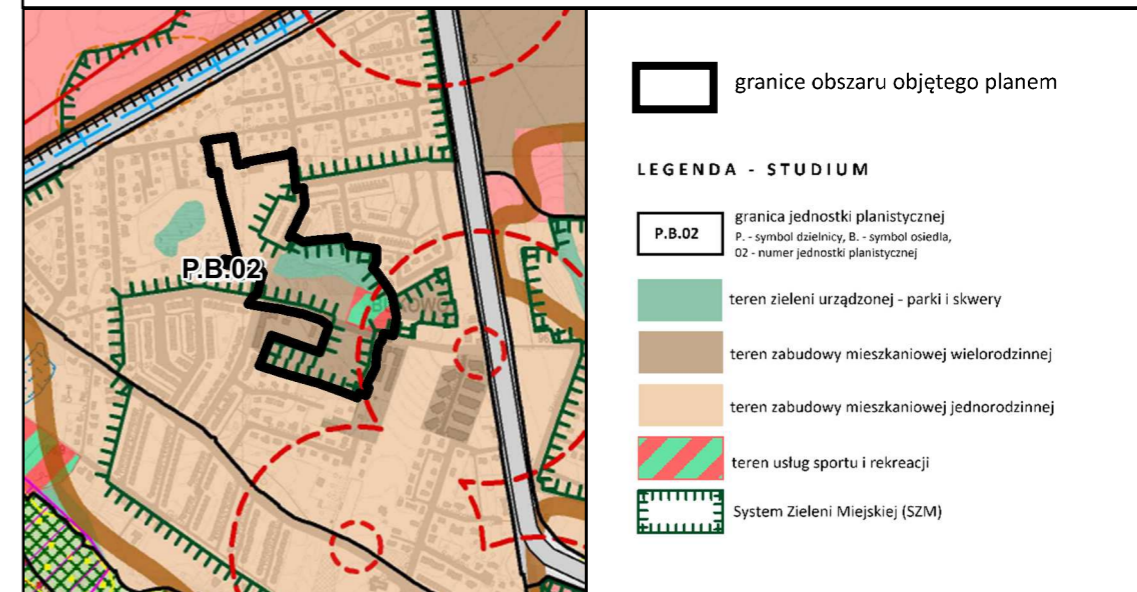 granice obszaru objętego planem
LEGENDA - STUDIUM
P.B.02
granica jednostki planistycznej
P. - symbol dzielnicy, B. - symbol osiedla,
02 - numer jednostki planistycznej
teren zieleni urządzonej - parki i skwery
teren zabudowy mieszkaniowej wielorodzinnej
teren zabudowy mieszkaniowej jednorodzinnej
teren usług sportu i rekreacji
System Zieleni Miejskiej (SZM)
P.B.02